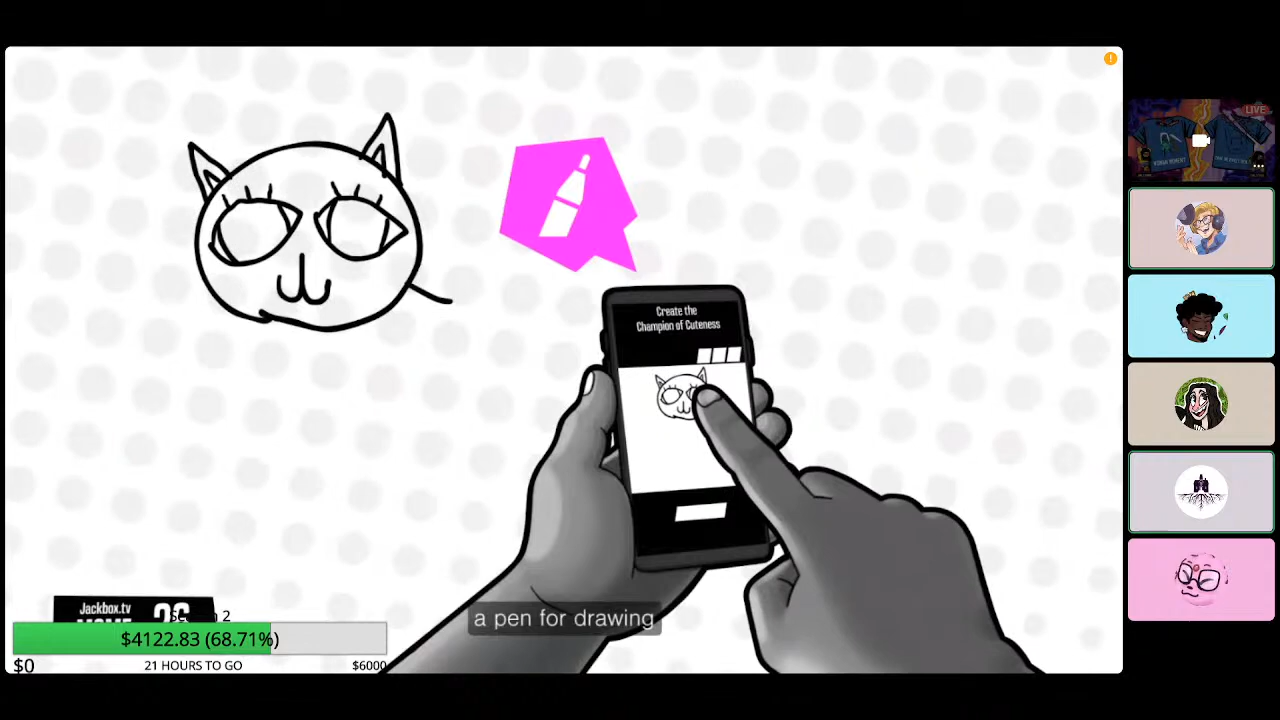 LIVE
Create the
Champion of Cuteness
a pen for drawing
Jackbox.tv
$4122.83 (68.71%)
$0
21 HOURS TO GO
$6000